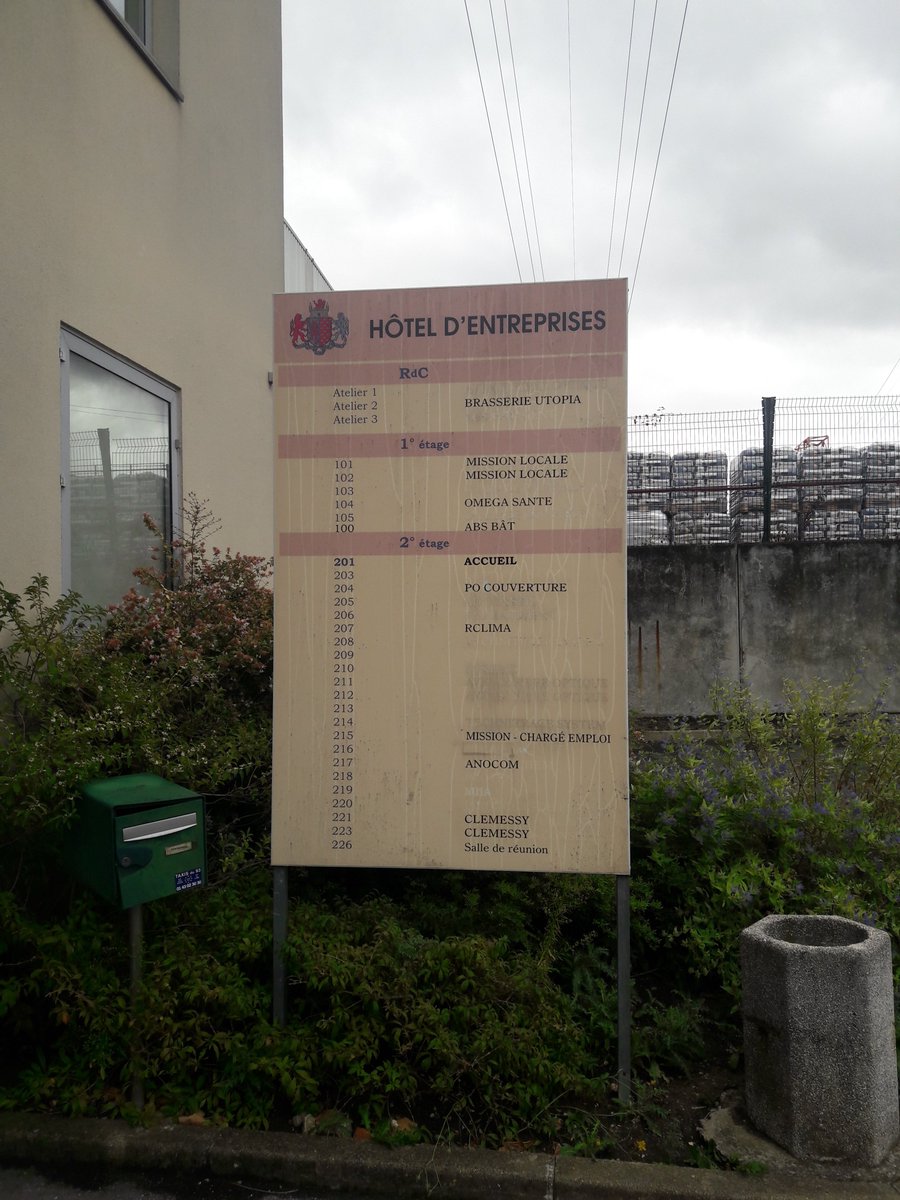 HÔTEL D'ENTREPRISES
RdC
Atelier 1
Atelier 2 BRASSERIE UTOPIA
Atelier 3
1° étage
101 MISSION LOCALE
102 MISSION LOCALE
103
104 OMEGA SANTE
105
100 ABS BÂT
2° étage
201 ACCUEIL
203
204 PO COUVERTURE
205
206
207 RCLIMA
208
209
210
211
212
213
214
215 MISSION - CHARGÉ EMPLOI
216
217 ANOCOM
218
219
220
221 CLEMESSY
223 CLEMESSY
226 Salle de réunion